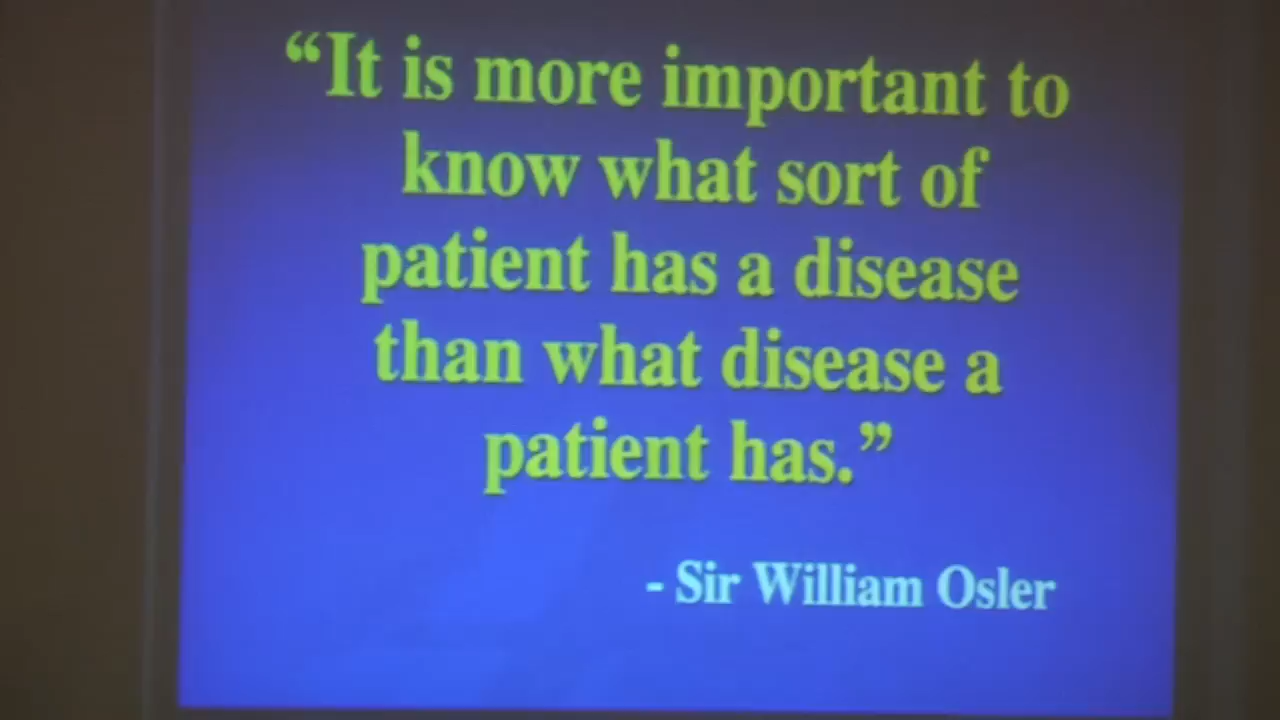 “It is more important to
know what sort of
patient has a disease
than what disease a
patient has.”
- Sir William Osler